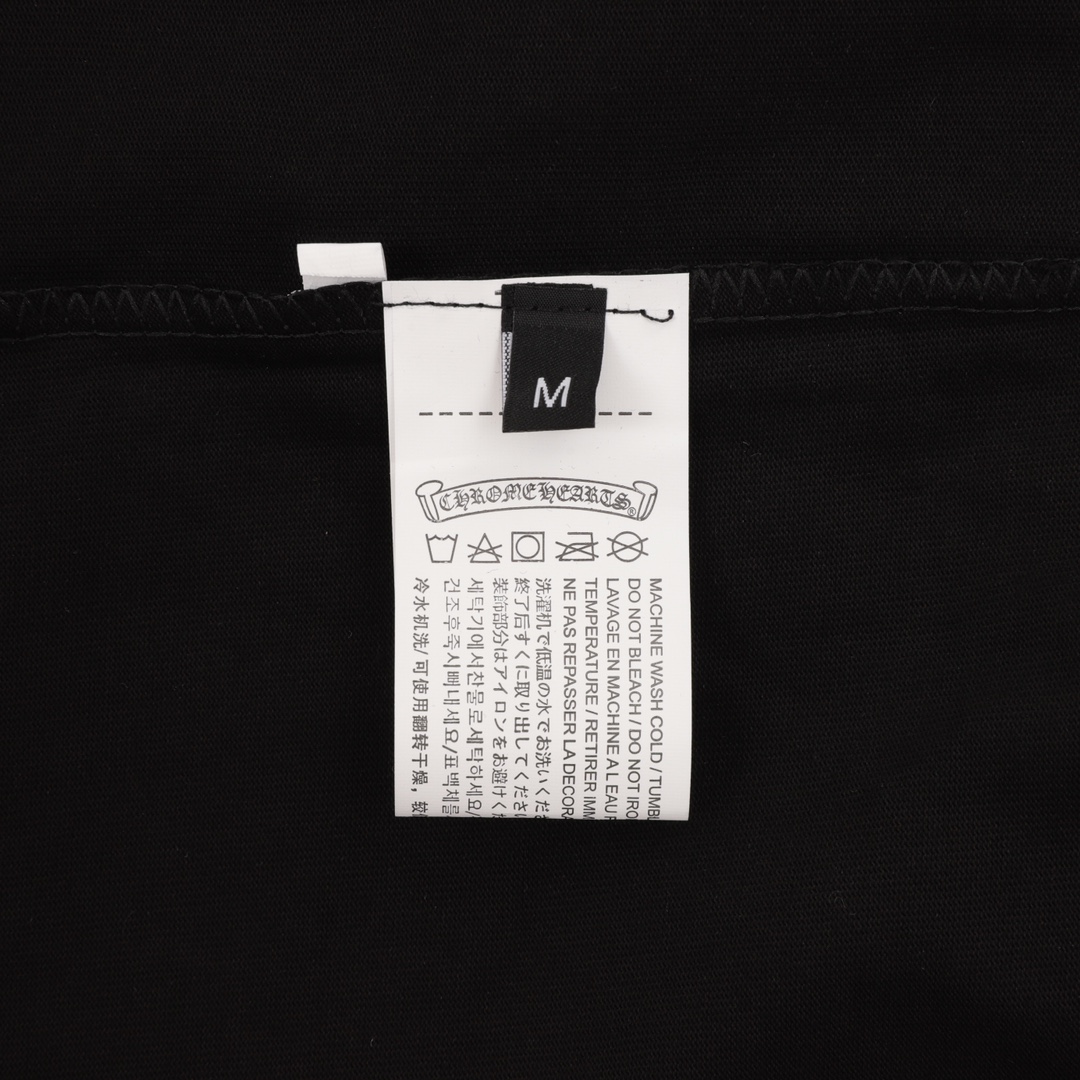 M
CHROME HEARTS®
MACHINE WASH COLD / TUMBL
DO NOT BLEACH / DO NOT IRO
LAVAGE EN MACHINE A L EAU F
TEMPERATURE / RETIRER IMM
NE PAS REPASSER LA DECORA
洗濯机で低温の水でお洗いくだ
終了后すくに取り出してくださ
装飾部分はアイロンをお避けく
세탁기에서찬물로세탁하세요/
건조후즉시빼내세요/표백제를
冷水机洗/可使用翻转干燥，